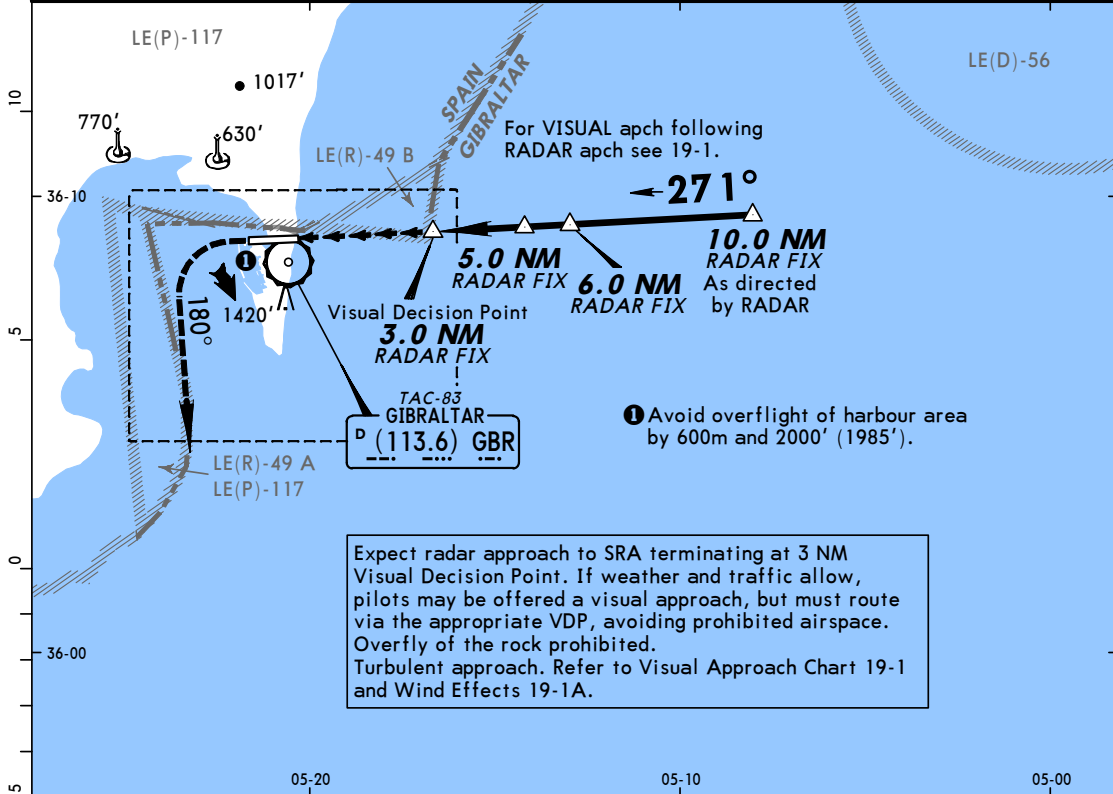 LE(P)-117
LE(D)-56
1017'
10
770'
630'
SPAIN
GIBRALTAR
For VISUAL apch following
RADAR apch see 19-1.
LE(R)-49 B
36-10
271°
10.0 NM
RADAR FIX
As directed
by RADAR
5.0 NM
RADAR FIX
6.0 NM
RADAR FIX
1
180°
1420'
Visual Decision Point
3.0 NM
RADAR FIX
5
TAC-83
GIBRALTAR
D (113.6) GBR
1 Avoid overflight of harbour area
by 600m and 2000' (1985').
LE(R)-49 A
LE(P)-117
0
Expect radar approach to SRA terminating at 3 NM
Visual Decision Point. If weather and traffic allow,
pilots may be offered a visual approach, but must route
via the appropriate VDP, avoiding prohibited airspace.
Overfly of the rock prohibited.
Turbulent approach. Refer to Visual Approach Chart 19-1
and Wind Effects 19-1A.
36-00
5
05-20
05-10
05-00